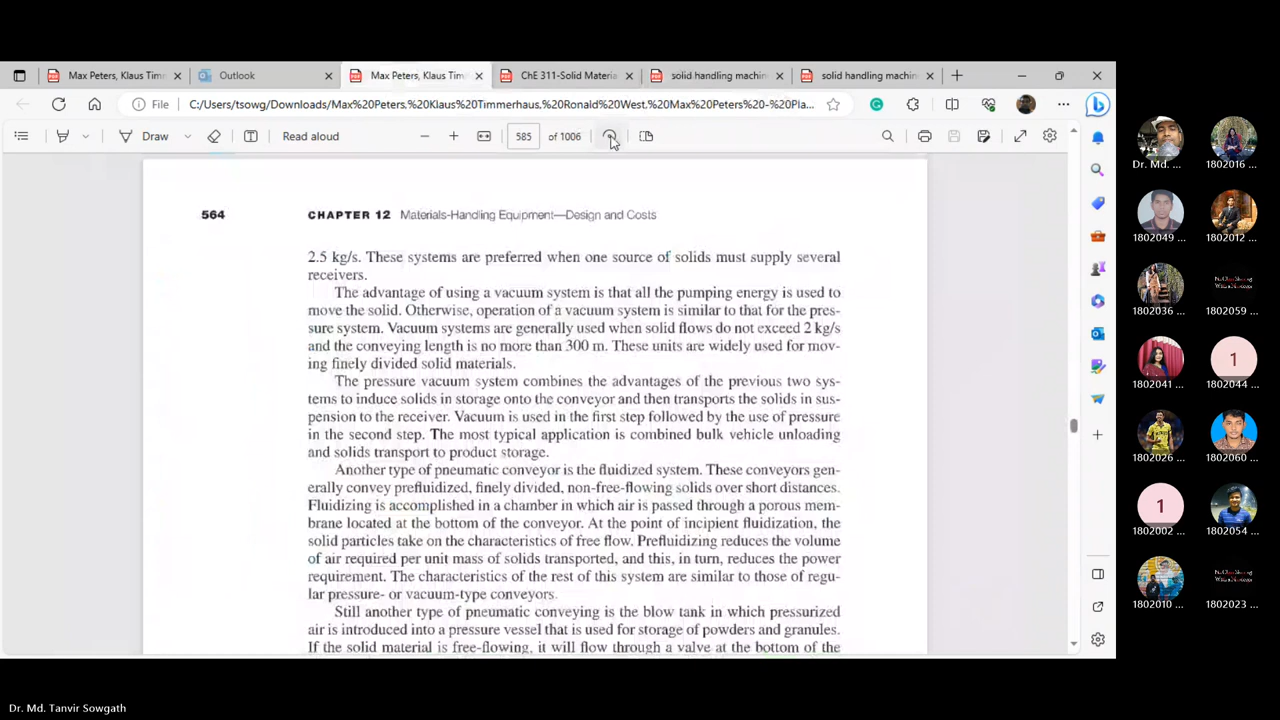 Max Peters, Klaus Tim
Outlook
Max Peters, Klaus Tim
ChE 311-Solid Materia
solid handling machin
solid handling machin
File
C:/Users/tsowg/Downloads/Max%20Peters,%20Klaus%20Timmerhaus,%20Ronald%20West,%20Max%20Peters%20-%20Pla...
Draw
Read aloud
585 of 1006
564 CHAPTER 12 Materials-Handling Equipment—Design and Costs
2.5 kg/s. These systems are preferred when one source of solids must supply several
receivers.
The advantage of using a vacuum system is that all the pumping energy is used to
move the solid. Otherwise, operation of a vacuum system is similar to that for the pres-
sure system. Vacuum systems are generally used when solid flows do not exceed 2 kg/s
and the conveying length is no more than 300 m. These units are widely used for mov-
ing finely divided solid materials.
The pressure vacuum system combines the advantages of the previous two sys-
tems to induce solids in storage onto the conveyor and then transports the solids in sus-
pension to the receiver. Vacuum is used in the first step followed by the use of pressure
in the second step. The most typical application is combined bulk vehicle unloading
and solids transport to product storage.
Another type of pneumatic conveyor is the fluidized system. These conveyors gen-
erally convey prefluidized, finely divided, non-free-flowing solids over short distances.
Fluidizing is accomplished in a chamber in which air is passed through a porous mem-
brane located at the bottom of the conveyor. At the point of incipient fluidization, the
solid particles take on the characteristics of free flow. Prefluidizing reduces the volume
of air required per unit mass of solids transported, and this, in turn, reduces the power
requirement. The characteristics of the rest of this system are similar to those of regu-
lar pressure- or vacuum-type conveyors.
Still another type of pneumatic conveying is the blow tank in which pressurized
air is introduced into a pressure vessel that is used for storage of powders and granules.
If the solid material is free-flowing, it will flow through a valve at the bottom of the
Dr. Md. ...
1802016 ...
1802049 ...
1802012 ...
1802036 ...
1802059 ...
1
1802041 ...
1802044 ...
1802026 ...
1802060 ...
1
1802002 ...
1802054 ...
1802010 ...
1802023 ...
Dr. Md. Tanvir Sowgath